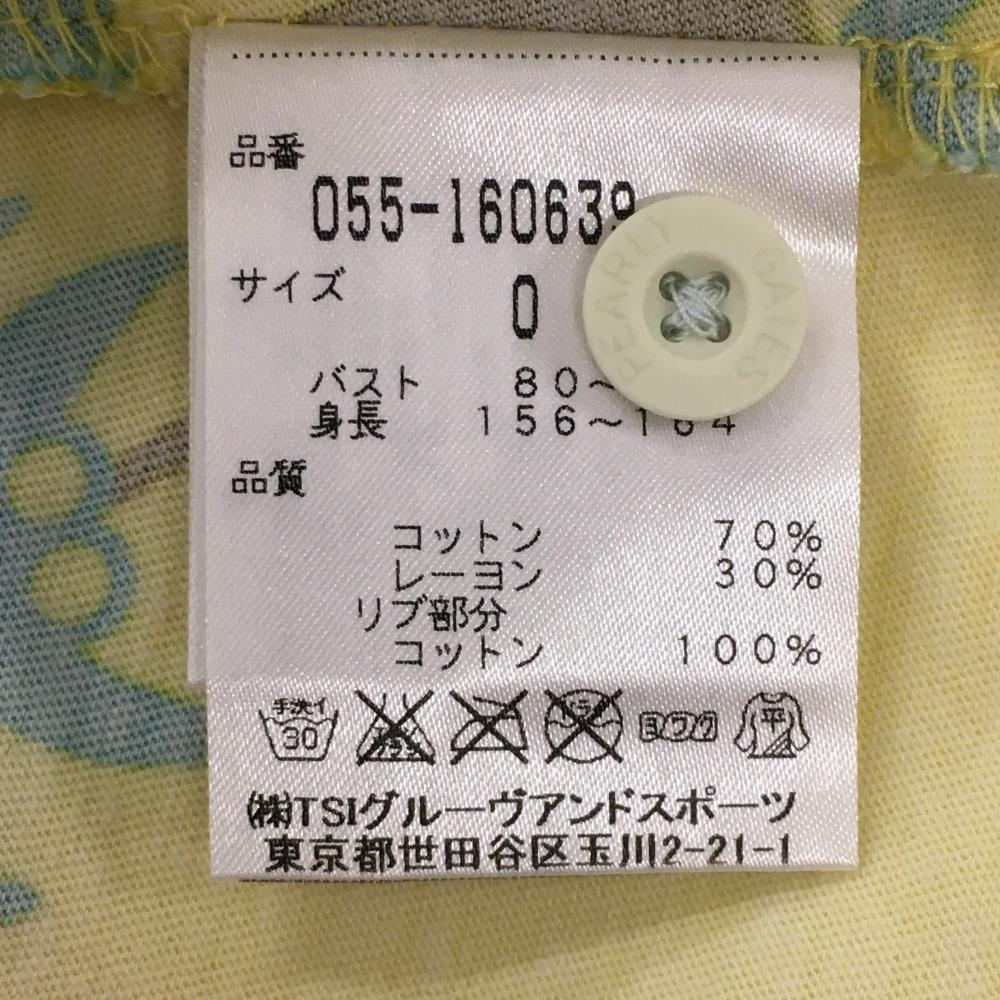 品番
055-160639
サイズ
0
バスト 80~
身長 156~164
品質
コットン 70%
レーヨン 30%
リブ部分
コットン 100%
手洗イ
30
平
㈱TSIグルーヴアンドスポーツ
東京都世田谷区玉川2-21-1
PEARLY GATES